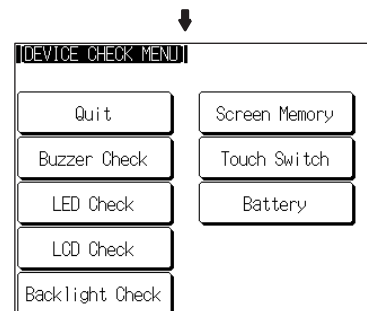 [DEVICE CHECK MENU]
Quit
Buzzer Check
LED Check
LCD Check
Backlight Check
Screen Memory
Touch Switch
Battery